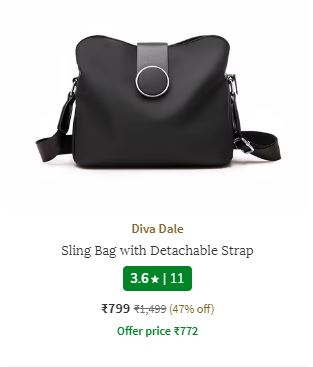 Diva Dale
Sling Bag with Detachable Strap
3.6★ | 11
₹799 ₹1,499 (47% off)
Offer price ₹772